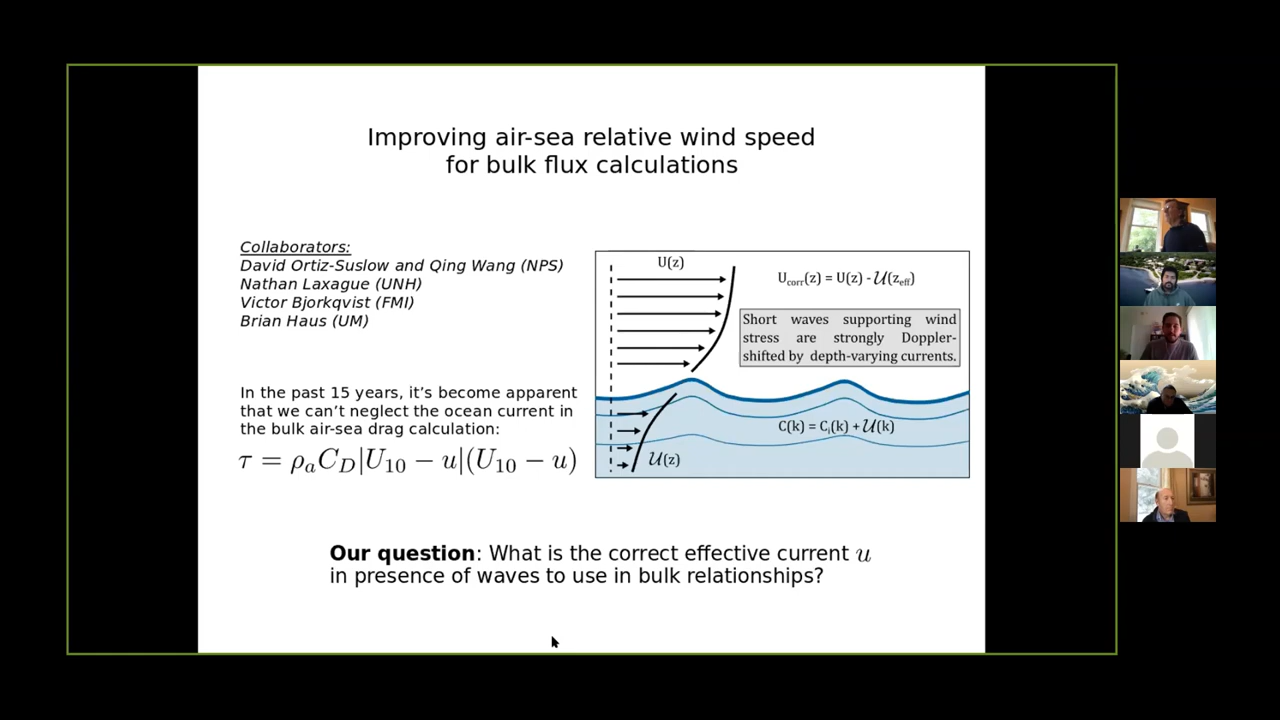 Improving air-sea relative wind speed
for bulk flux calculations
Collaborators:
David Ortiz-Suslow and Qing Wang (NPS)
Nathan Laxague (UNH)
Victor Bjorkqvist (FMI)
Brian Haus (UM)
In the past 15 years, it's become apparent
that we can't neglect the ocean current in
the bulk air-sea drag calculation:
τ = ρₐC_D|U₁₀ − u|(U₁₀ − u)
U(z)
U_corr(z) = U(z) - 𝒰(z_eff)
Short waves supporting wind
stress are strongly Doppler-
shifted by depth-varying currents.
C(k) = Cᵢ(k) + 𝒰(k)
𝒰(z)
Our question: What is the correct effective current u
in presence of waves to use in bulk relationships?